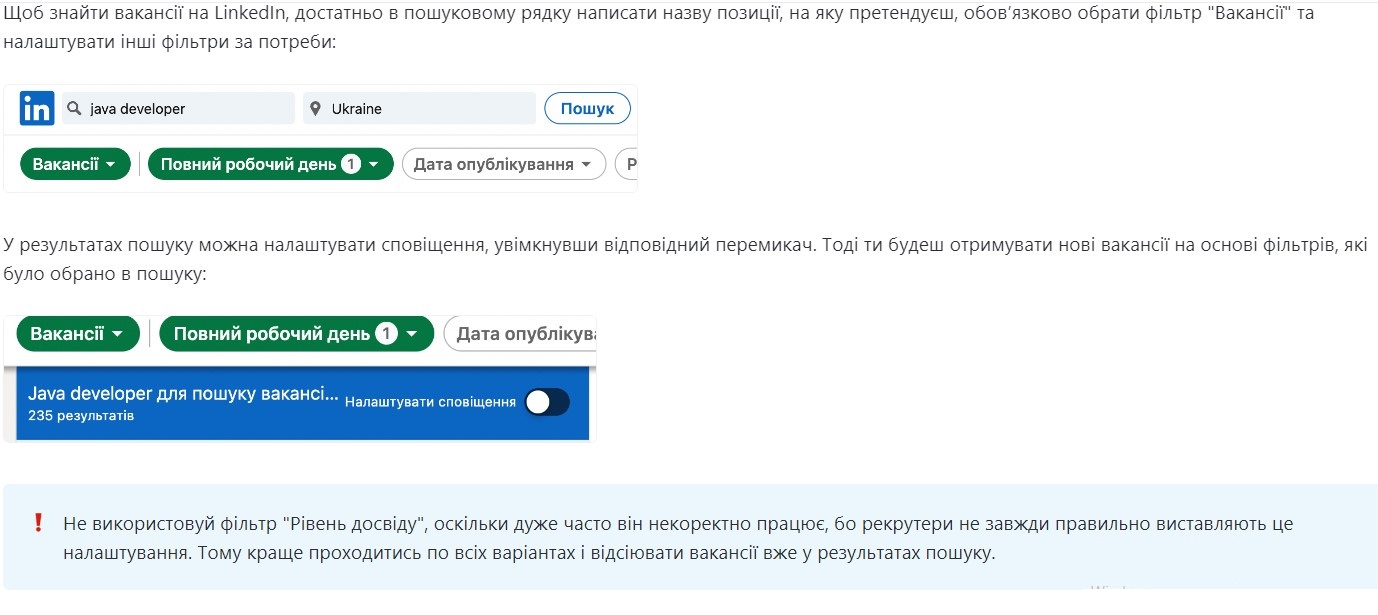 Щоб знайти вакансії на LinkedIn, достатньо в пошуковому рядку написати назву позиції, на яку претендуєш, обов’язково обрати фільтр "Вакансії" та
налаштувати інші фільтри за потреби:
in java developer Ukraine Пошук
Вакансії Повний робочий день 1 Дата опублікування Р
У результатах пошуку можна налаштувати сповіщення, увімкнувши відповідний перемикач. Тоді ти будеш отримувати нові вакансії на основі фільтрів, які
було обрано в пошуку:
Вакансії Повний робочий день 1 Дата опублікува
Java developer для пошуку вакансі... Налаштувати сповіщення
235 результатів
❗ Не використовуй фільтр "Рівень досвіду", оскільки дуже часто він некоректно працює, бо рекрутери не завжди правильно виставляють це
налаштування. Тому краще проходитись по всіх варіантах і відсіювати вакансії вже у результатах пошуку.